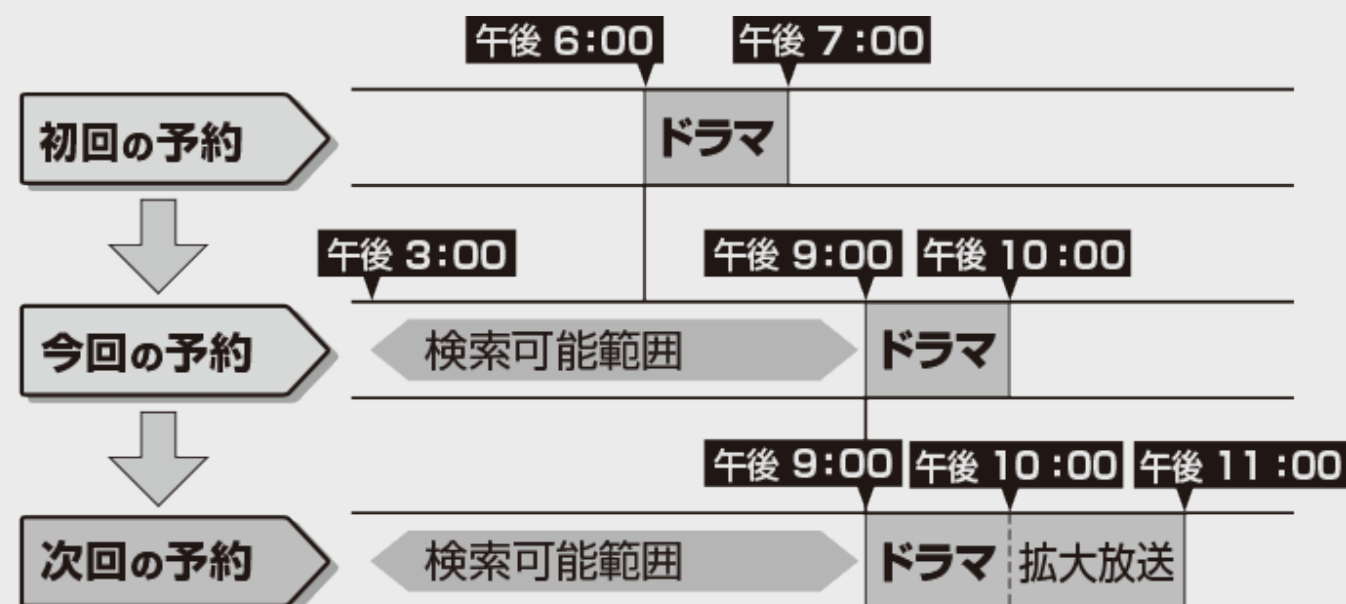 午後 6:00 午後 7:00
初回の予約 ドラマ
午後 3:00 午後 9:00 午後 10:00
今回の予約 検索可能範囲 ドラマ
午後 9:00 午後 10:00 午後 11:00
次回の予約 検索可能範囲 ドラマ 拡大放送